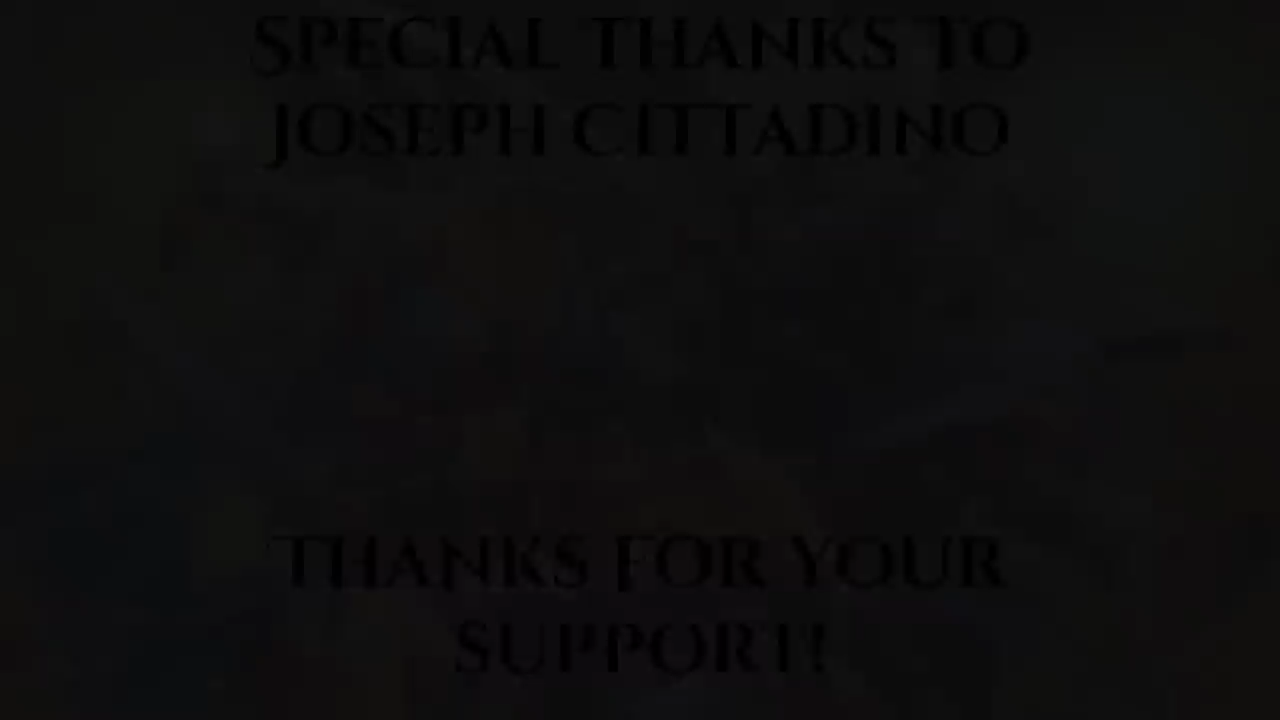 SPECIAL THANKS TO
JOSEPH CITTADINO
THANKS FOR YOUR
SUPPORT!